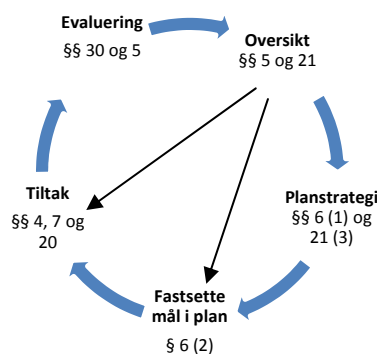 Evaluering
§§ 30 og 5
Oversikt
§§ 5 og 21
Planstrategi
§§ 6 (1) og
21 (3)
Fastsette
mål i plan
§ 6 (2)
Tiltak
§§ 4, 7 og
20